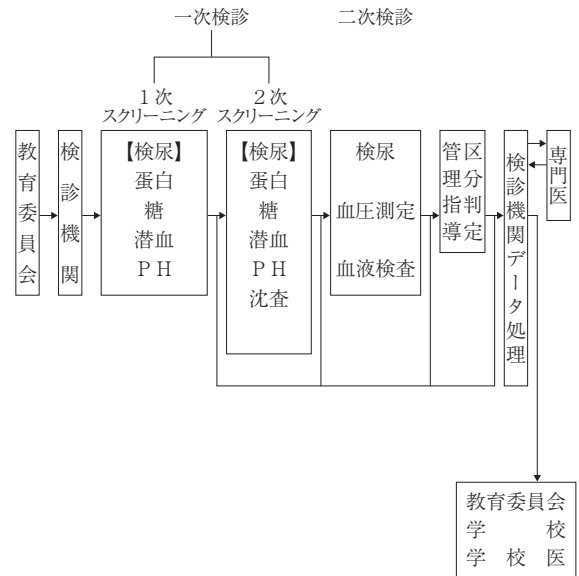 一次検診
二次検診
1次
スクリーニング
2次
スクリーニング
教育委員会
検診機関
【検尿】
蛋白
糖
潜血
PH
【検尿】
蛋白
糖
潜血
PH
沈査
検尿
血圧測定
血液検査
管理指導
区分判定
検診機関データ処理
専門医
教育委員会
学校
学校医